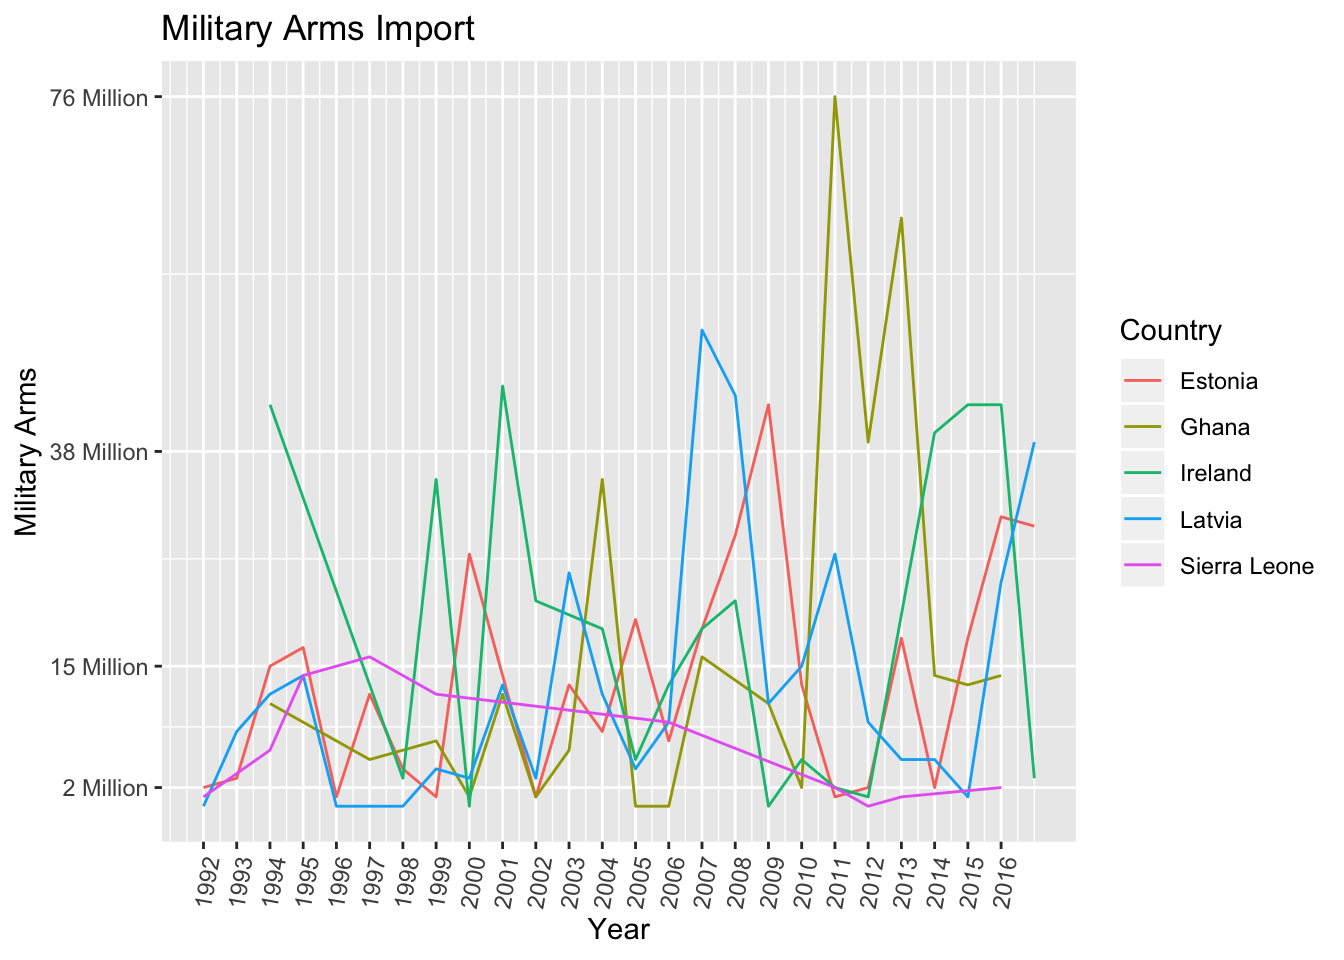 Military Arms Import
76 Million
38 Million
15 Million
2 Million
Military Arms
1992
1993
1994
1995
1996
1997
1998
1999
2000
2001
2002
2003
2004
2005
2006
2007
2008
2009
2010
2011
2012
2013
2014
2015
2016
Year
Country
Estonia
Ghana
Ireland
Latvia
Sierra Leone